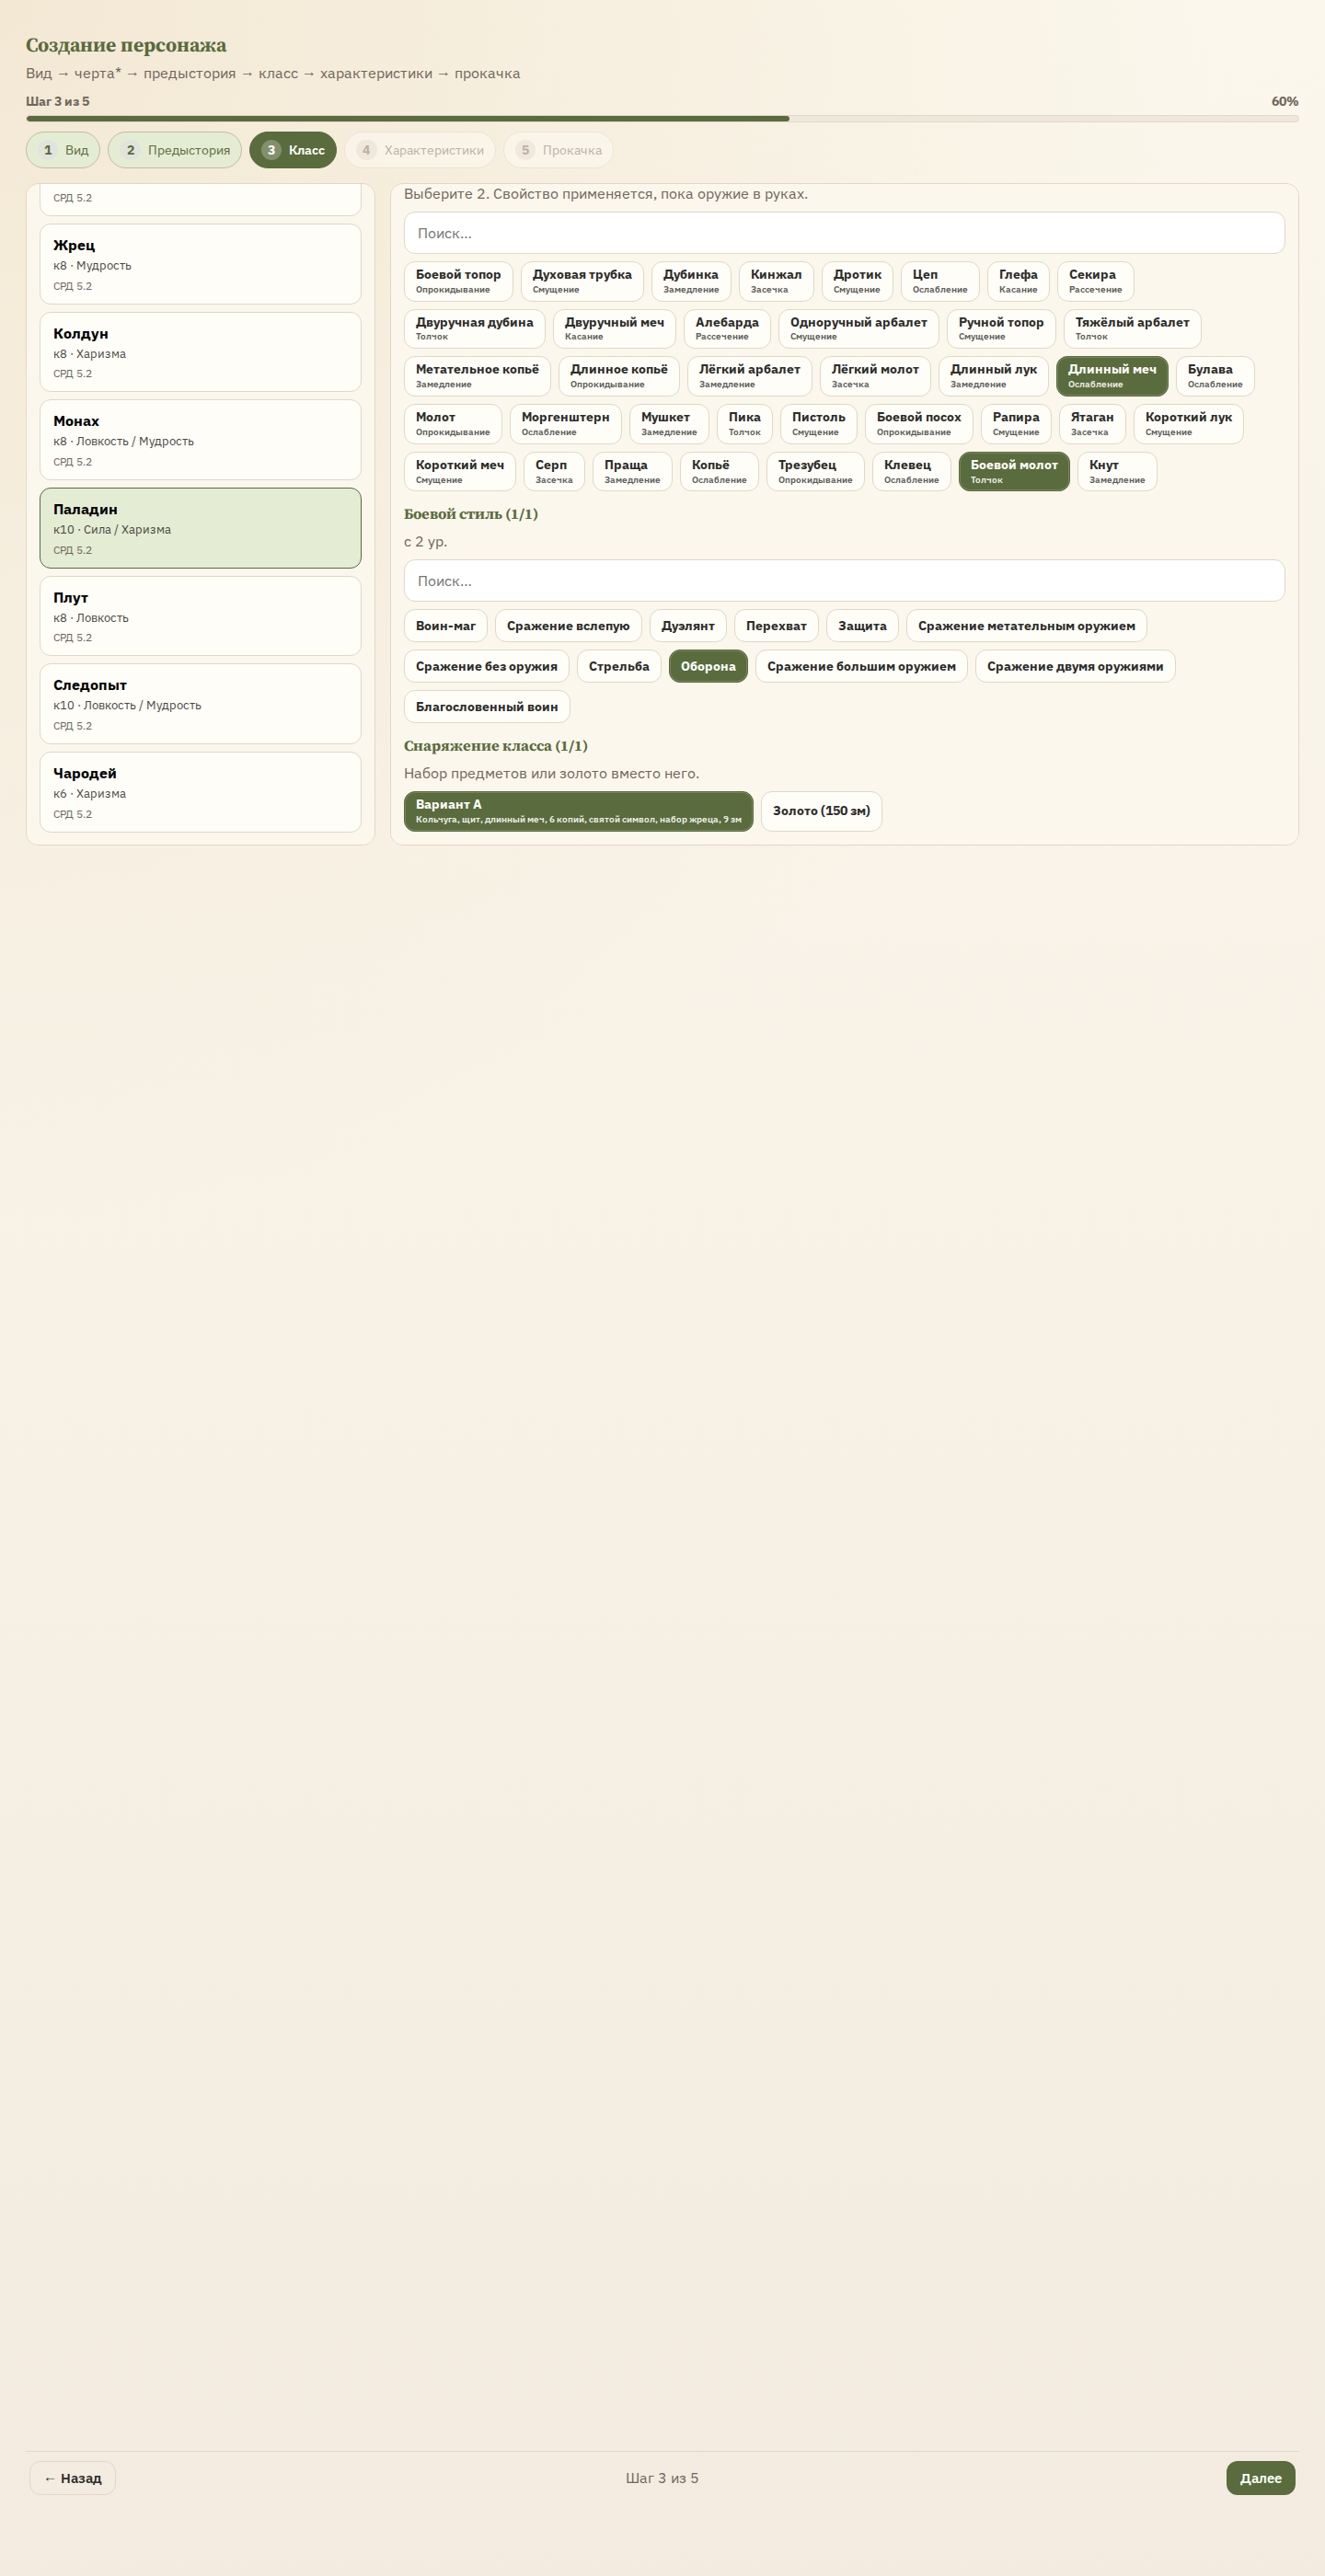 Создание персонажа
Вид → черта* → предыстория → класс → характеристики → прокачка
Шаг 3 из 5
60%
1 Вид
2 Предыстория
3 Класс
4 Характеристики
5 Прокачка
СРД 5.2
Жрец
к8 · Мудрость
СРД 5.2
Колдун
к8 · Харизма
СРД 5.2
Монах
к8 · Ловкость / Мудрость
СРД 5.2
Паладин
к10 · Сила / Харизма
СРД 5.2
Плут
к8 · Ловкость
СРД 5.2
Следопыт
к10 · Ловкость / Мудрость
СРД 5.2
Чародей
к6 · Харизма
СРД 5.2
Выберите 2. Свойство применяется, пока оружие в руках.
Поиск...
Боевой топор
Опрокидывание
Духовая трубка
Смущение
Дубинка
Замедление
Кинжал
Засечка
Дротик
Смущение
Цеп
Ослабление
Глефа
Касание
Секира
Рассечение
Двуручная дубина
Толчок
Двуручный меч
Касание
Алебарда
Рассечение
Одноручный арбалет
Смущение
Ручной топор
Смущение
Тяжёлый арбалет
Толчок
Метательное копьё
Замедление
Длинное копьё
Опрокидывание
Лёгкий арбалет
Замедление
Лёгкий молот
Засечка
Длинный лук
Замедление
Длинный меч
Ослабление
Булава
Ослабление
Молот
Опрокидывание
Моргенштерн
Ослабление
Мушкет
Замедление
Пика
Толчок
Пистоль
Смущение
Боевой посох
Опрокидывание
Рапира
Смущение
Ятаган
Засечка
Короткий лук
Смущение
Короткий меч
Смущение
Серп
Засечка
Праща
Замедление
Копьё
Ослабление
Трезубец
Опрокидывание
Клевец
Ослабление
Боевой молот
Толчок
Кнут
Замедление
Боевой стиль (1/1)
с 2 ур.
Поиск...
Воин-маг
Сражение вслепую
Дуэлянт
Перехват
Защита
Сражение метательным оружием
Сражение без оружия
Стрельба
Оборона
Сражение большим оружием
Сражение двумя оружиями
Благословенный воин
Снаряжение класса (1/1)
Набор предметов или золото вместо него.
Вариант A
Кольчуга, щит, длинный меч, 6 копий, святой символ, набор жреца, 9 зм
Золото (150 зм)
← Назад
Шаг 3 из 5
Далее